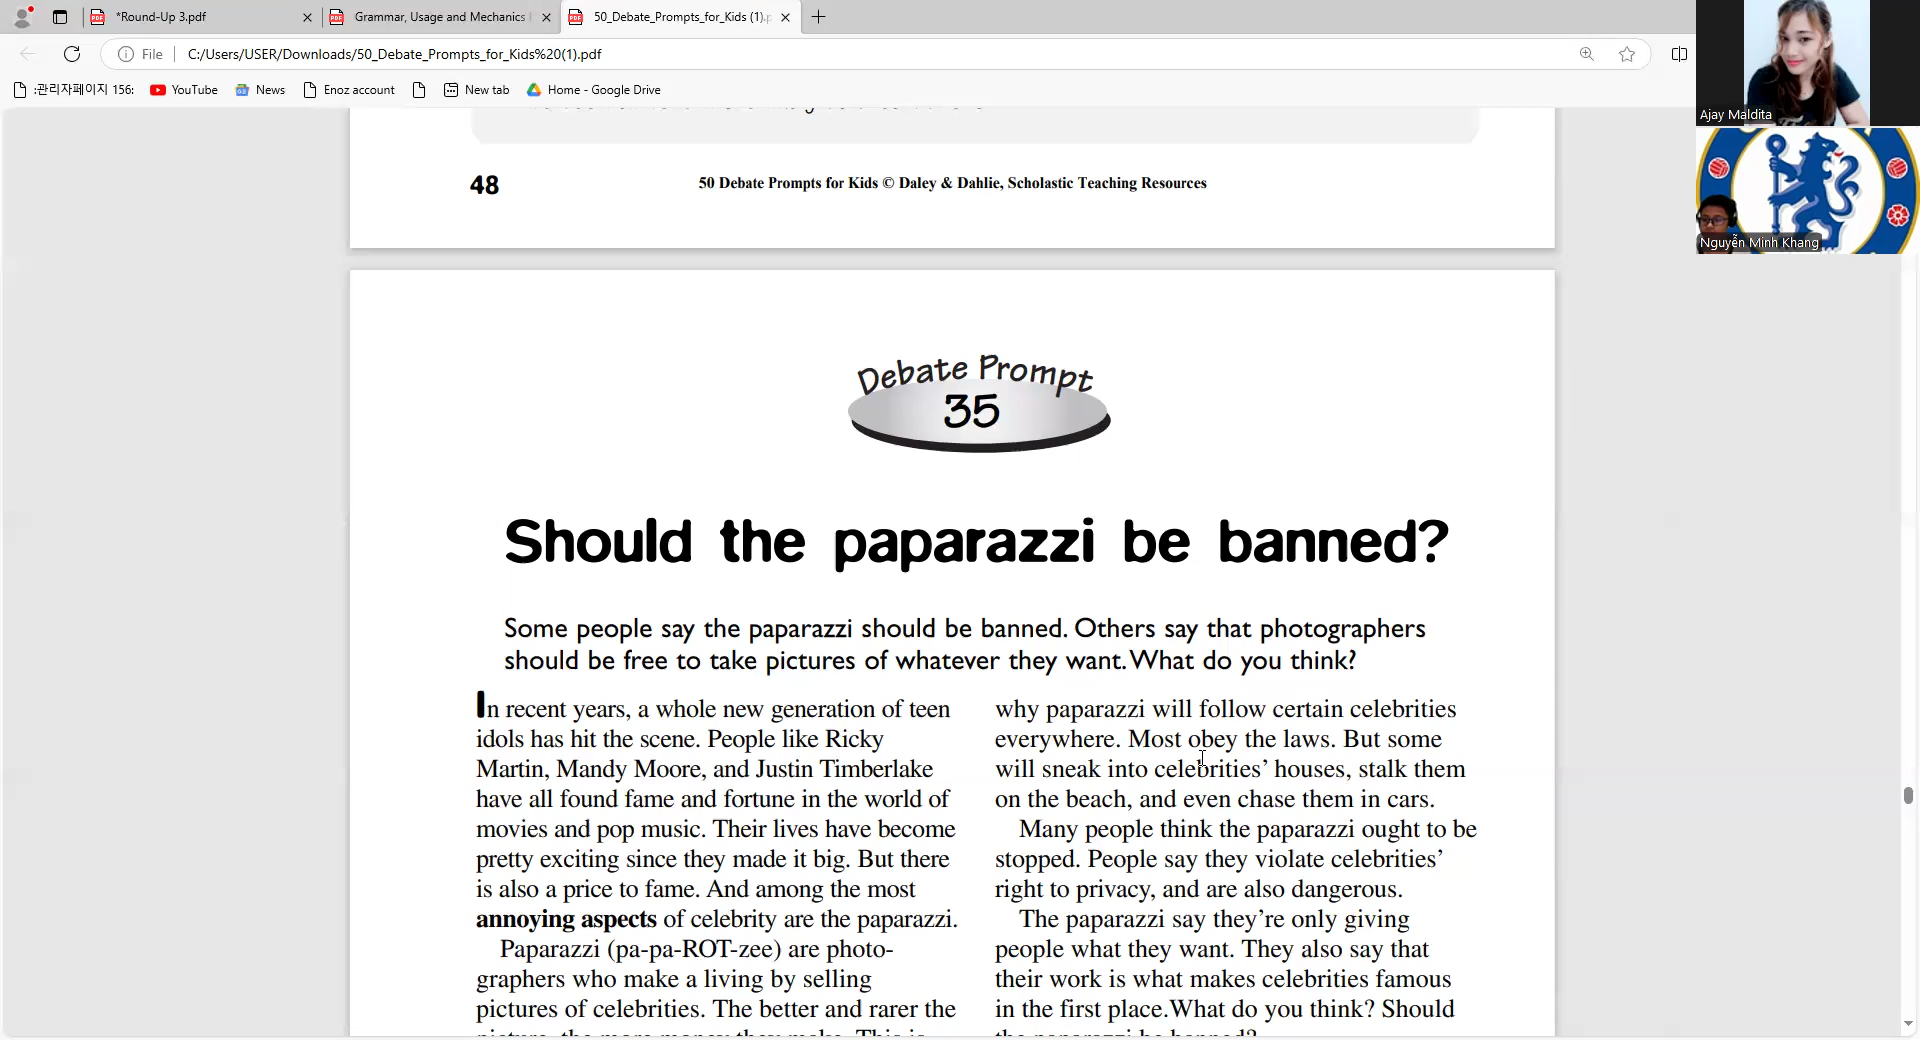 *Round-Up 3.pdf
Grammar, Usage and Mechanics
50_Debate_Prompts_for_Kids (1).p
File
C:/Users/USER/Downloads/50_Debate_Prompts_for_Kids%20(1).pdf
:관리자페이지 156:
YouTube
News
Enoz account
New tab
Home - Google Drive
Ajay Maldita
Nguyễn Minh Khang
48
50 Debate Prompts for Kids © Daley & Dahlie, Scholastic Teaching Resources
Debate Prompt
35
Should the paparazzi be banned?
Some people say the paparazzi should be banned. Others say that photographers
should be free to take pictures of whatever they want. What do you think?
In recent years, a whole new generation of teen
idols has hit the scene. People like Ricky
Martin, Mandy Moore, and Justin Timberlake
have all found fame and fortune in the world of
movies and pop music. Their lives have become
pretty exciting since they made it big. But there
is also a price to fame. And among the most
annoying aspects of celebrity are the paparazzi.
Paparazzi (pa-pa-ROT-zee) are photo-
graphers who make a living by selling
pictures of celebrities. The better and rarer the
why paparazzi will follow certain celebrities
everywhere. Most obey the laws. But some
will sneak into celebrities’ houses, stalk them
on the beach, and even chase them in cars.
Many people think the paparazzi ought to be
stopped. People say they violate celebrities’
right to privacy, and are also dangerous.
The paparazzi say they’re only giving
people what they want. They also say that
their work is what makes celebrities famous
in the first place.What do you think? Should
the paparazzi be banned?